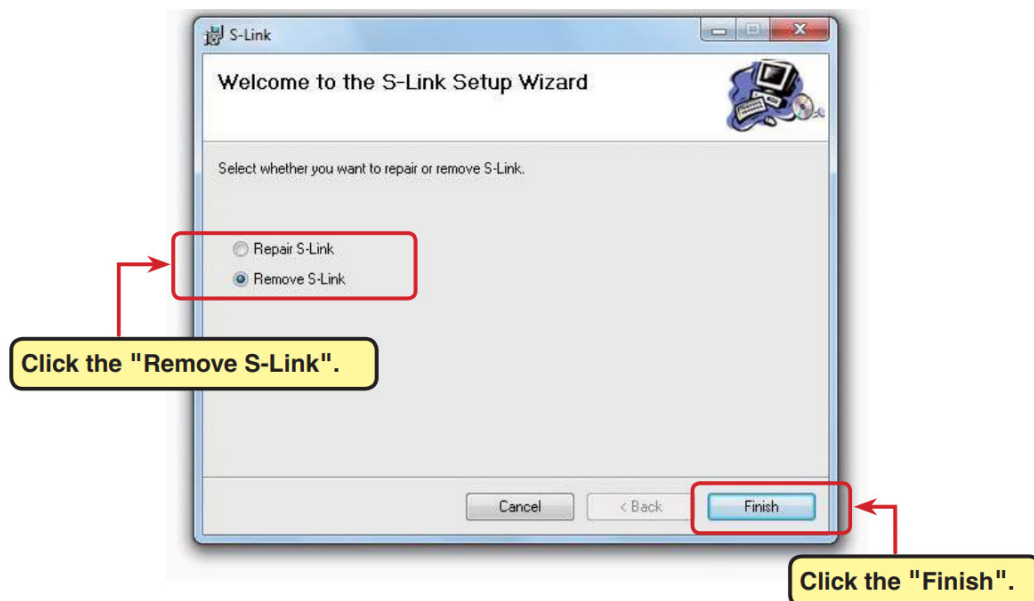 S-Link
Welcome to the S-Link Setup Wizard
Select whether you want to repair or remove S-Link.
Repair S-Link
Remove S-Link
Click the "Remove S-Link".
Cancel
< Back
Finish
Click the "Finish".